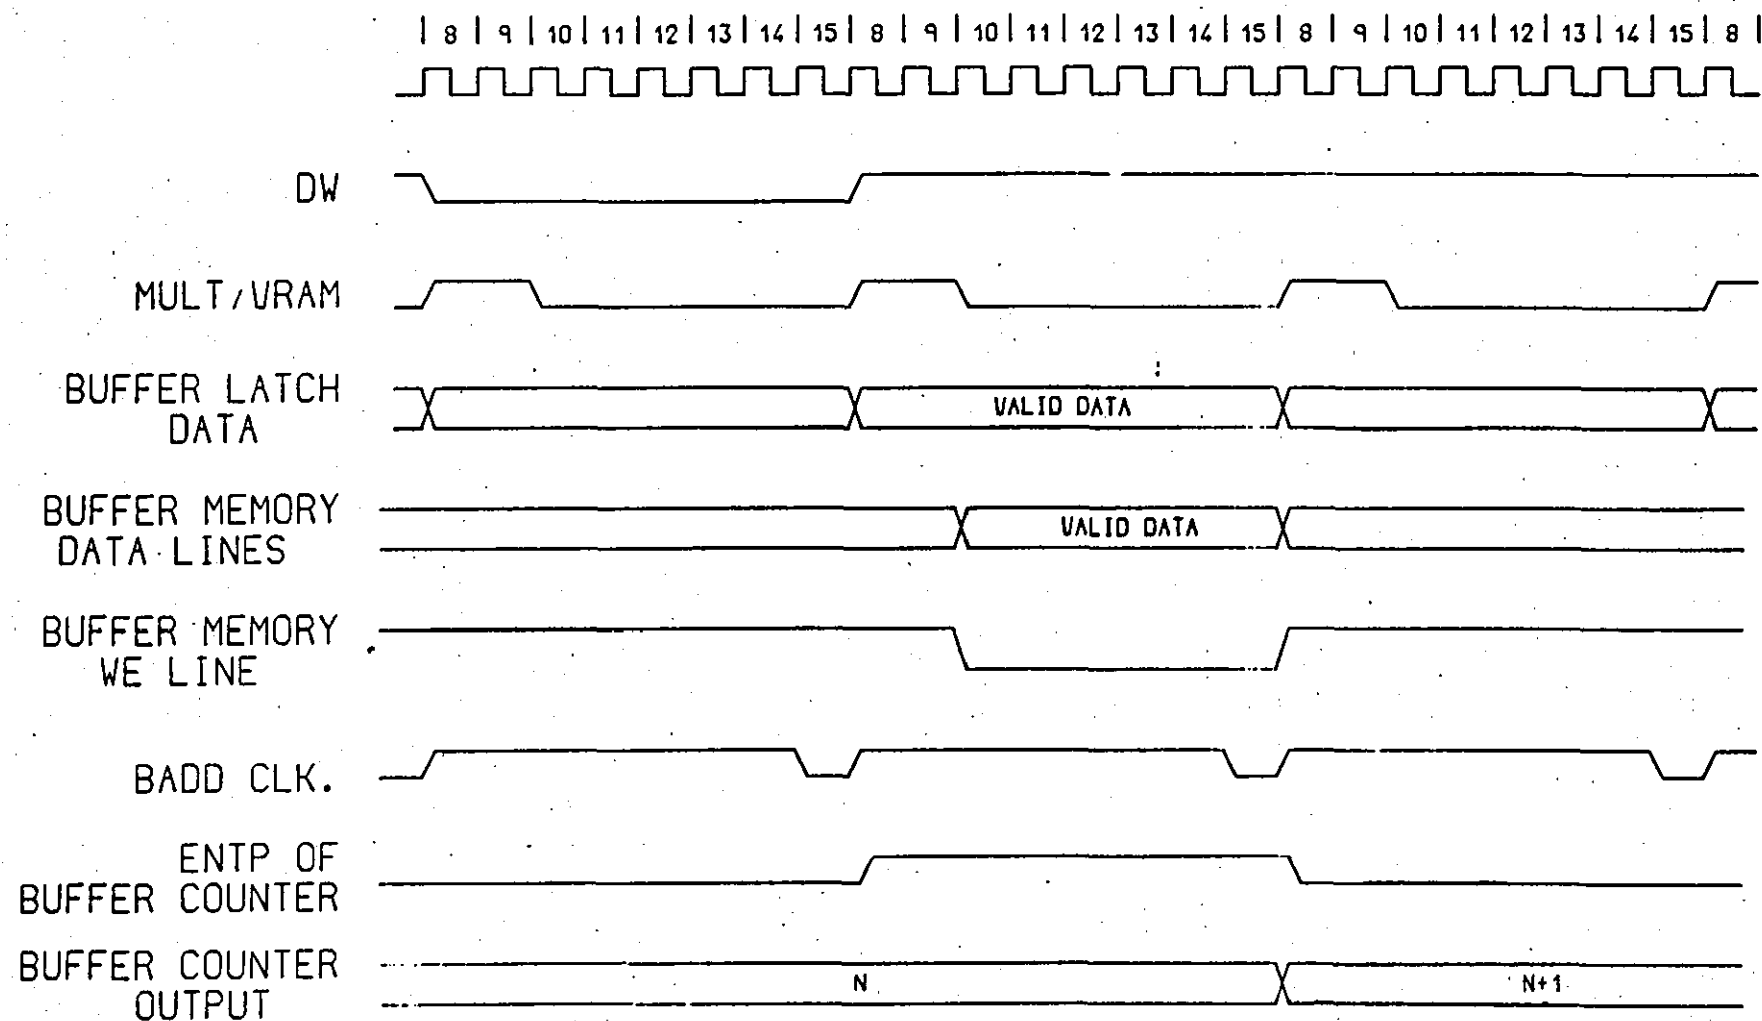 | 8 | 9 | 10 | 11 | 12 | 13 | 14 | 15 | 8 | 9 | 10 | 11 | 12 | 13 | 14 | 15 | 8 | 9 | 10 | 11 | 12 | 13 | 14 | 15 | 8 |
DW
MULT/VRAM
BUFFER LATCH
DATA
VALID DATA
BUFFER MEMORY
DATA LINES
VALID DATA
BUFFER MEMORY
WE LINE
BADD CLK.
ENTP OF
BUFFER COUNTER
BUFFER COUNTER
OUTPUT
N
N+1